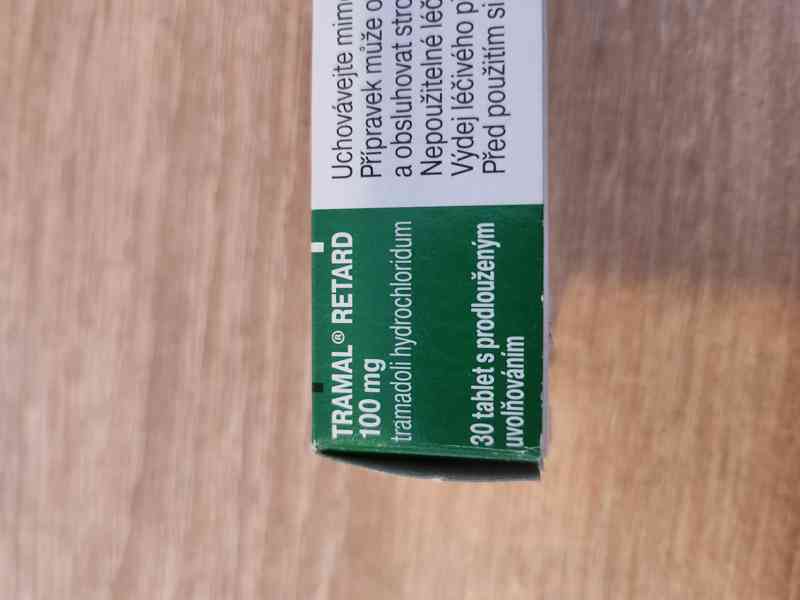 TRAMAL® RETARD
100 mg
tramadoli hydrochloridum
30 tablet s prodlouženým
uvolňováním
Uchovávejte
Přípravek může
a obsluhovat
Nepoužitelné
Výdej léčivého
Před použitím